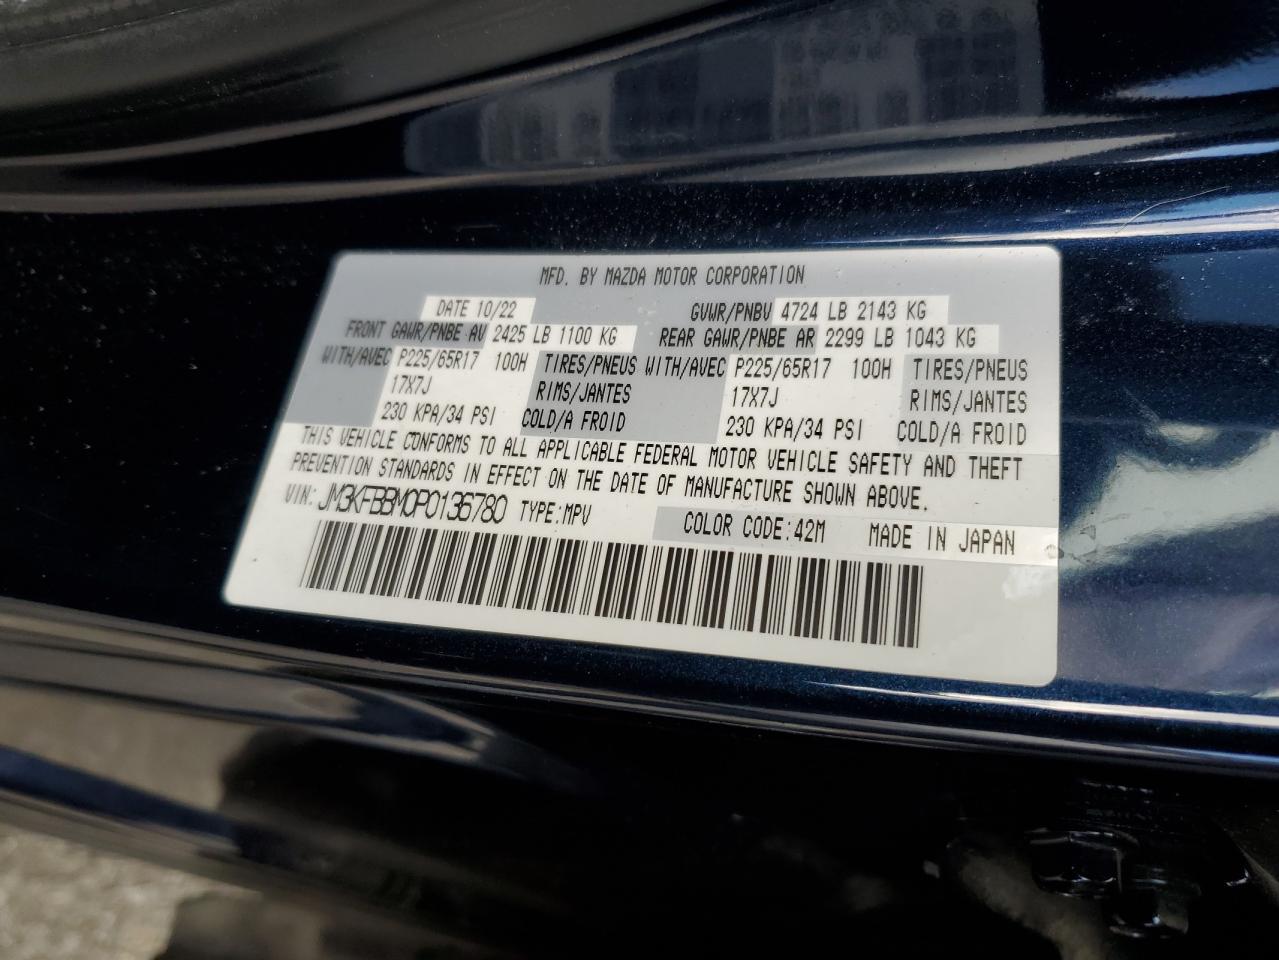 MFD. BY MAZDA MOTOR CORPORATION
DATE 10/22 GVWR/PNBV 4724 LB 2143 KG
FRONT GAWR/PNBE AV 2425 LB 1100 KG REAR GAWR/PNBE AR 2299 LB 1043 KG
WITH/AVEC P225/65R17 100H TIRES/PNEUS WITH/AVEC P225/65R17 100H TIRES/PNEUS
17X7J RIMS/JANTES 17X7J RIMS/JANTES
230 KPA/34 PSI COLD/A FROID 230 KPA/34 PSI COLD/A FROID
THIS VEHICLE CONFORMS TO ALL APPLICABLE FEDERAL MOTOR VEHICLE SAFETY AND THEFT
PREVENTION STANDARDS IN EFFECT ON THE DATE OF MANUFACTURE SHOWN ABOVE.
VIN: JM3KFBBM0P0136780 TYPE:MPV COLOR CODE:42M MADE IN JAPAN